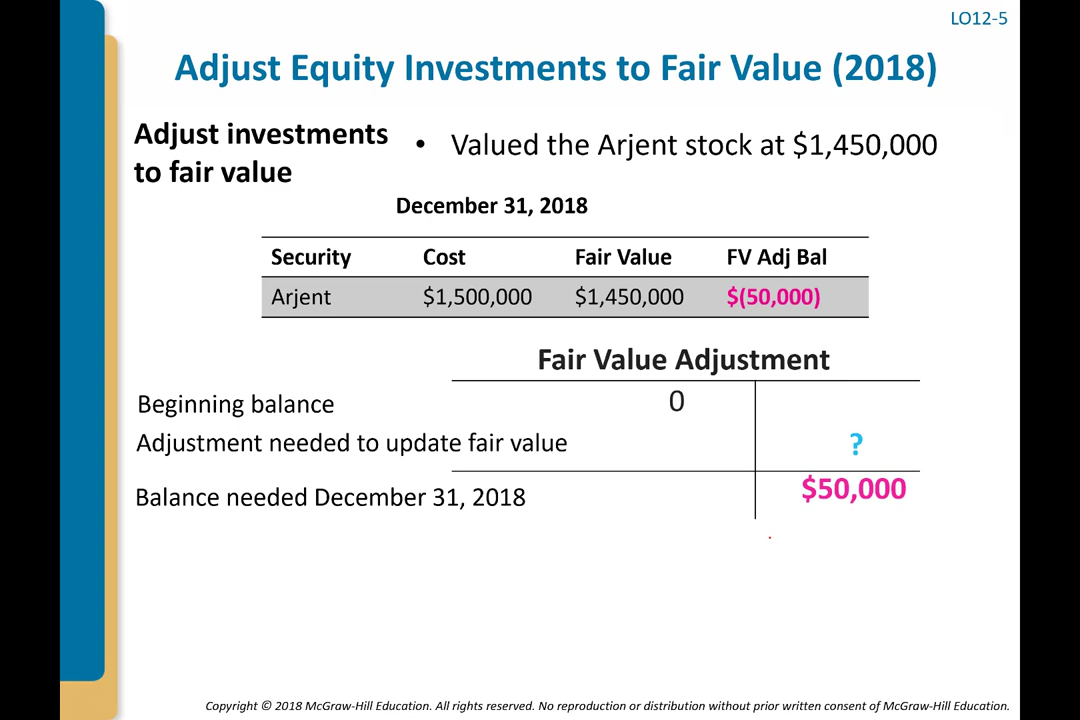 LO12-5
Adjust Equity Investments to Fair Value (2018)
Adjust investments
to fair value
• Valued the Arjent stock at $1,450,000
December 31, 2018
Security Cost Fair Value FV Adj Bal
Arjent $1,500,000 $1,450,000 $(50,000)
Fair Value Adjustment
Beginning balance 0
Adjustment needed to update fair value ?
Balance needed December 31, 2018 $50,000
Copyright © 2018 McGraw-Hill Education. All rights reserved. No reproduction or distribution without prior written consent of McGraw-Hill Education.